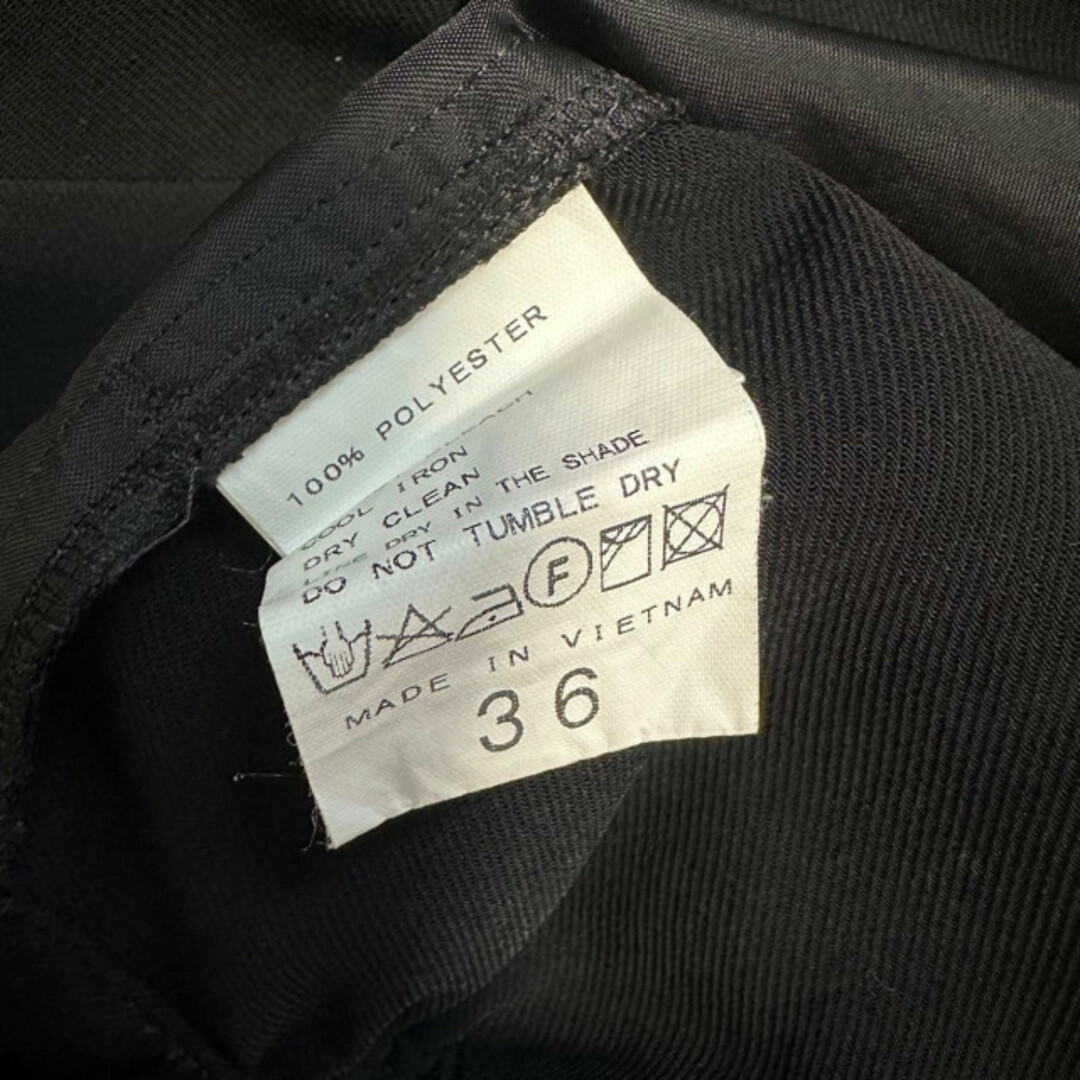 100% POLYESTER
COOL IRON
DRY CLEAN
LINE DRY IN THE SHADE
DO NOT TUMBLE DRY
F
MADE IN VIETNAM
36